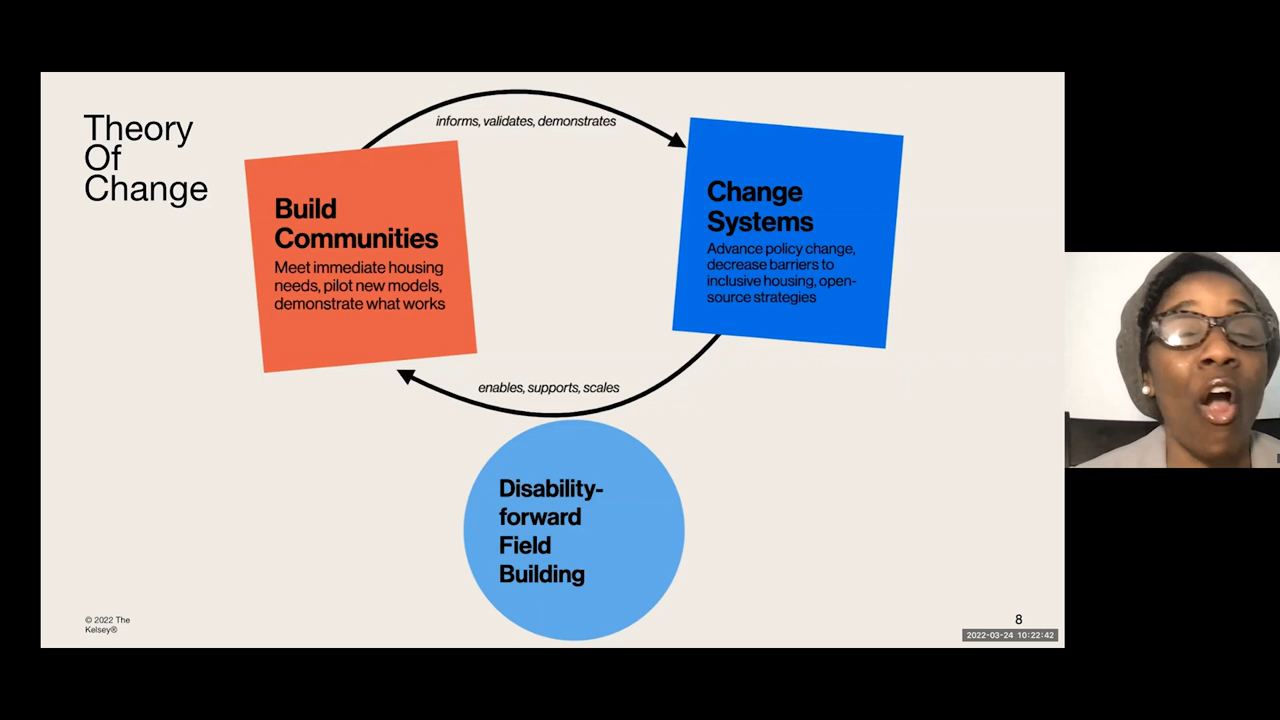 Theory
Of
Change
informs, validates, demonstrates
Build
Communities
Meet immediate housing
needs, pilot new models,
demonstrate what works
Change
Systems
Advance policy change,
decrease barriers to
inclusive housing, open-
source strategies
enables, supports, scales
Disability-
forward
Field
Building
© 2022 The
Kelsey®
8
2022-03-24 10:22:42